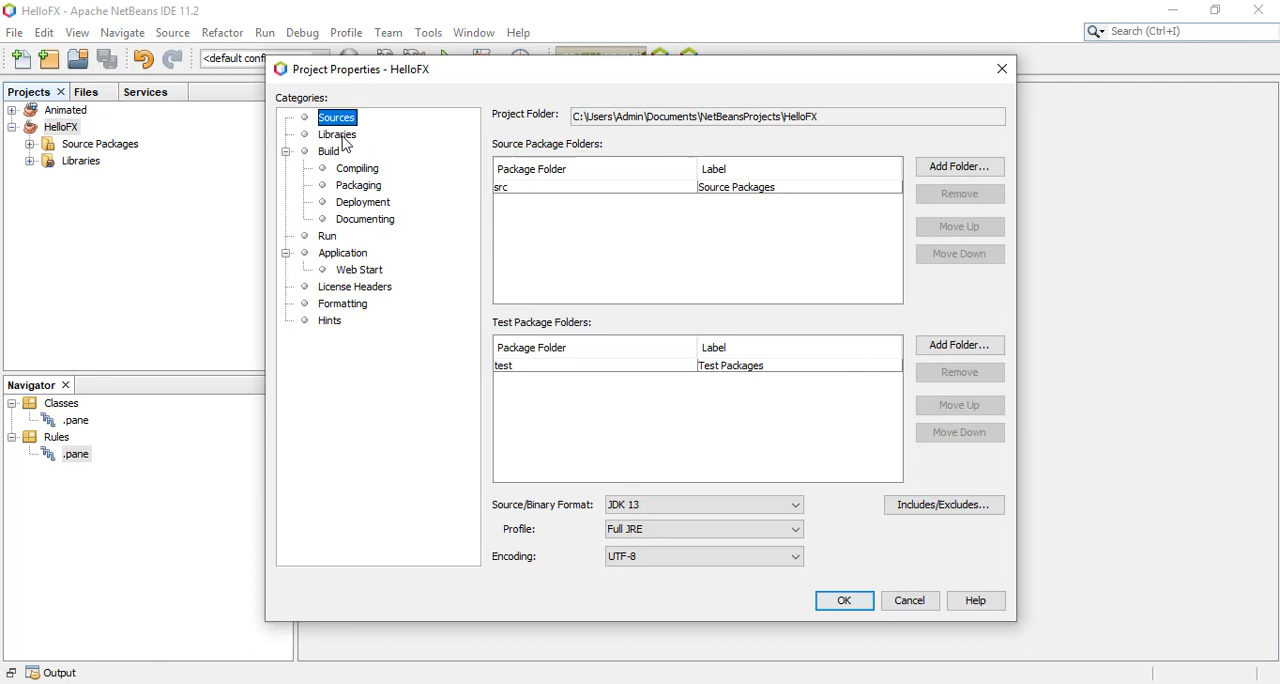 HelloFX - Apache NetBeans IDE 11.2
File Edit View Navigate Source Refactor Run Debug Profile Team Tools Window Help
Search (Ctrl+I)
<default conf
Project Properties - HelloFX
Projects Files Services
Animated
HelloFX
Source Packages
Libraries
Navigator
Classes
.pane
Rules
.pane
Output
Categories:
Sources
Libraries
Build
Compiling
Packaging
Deployment
Documenting
Run
Application
Web Start
License Headers
Formatting
Hints
Project Folder: C:\Users\Admin\Documents\NetBeansProjects\HelloFX
Source Package Folders:
Package Folder Label
src Source Packages
Add Folder...
Remove
Move Up
Move Down
Test Package Folders:
Package Folder Label
test Test Packages
Add Folder...
Remove
Move Up
Move Down
Source/Binary Format: JDK 13
Includes/Excludes...
Profile: Full JRE
Encoding: UTF-8
OK Cancel Help